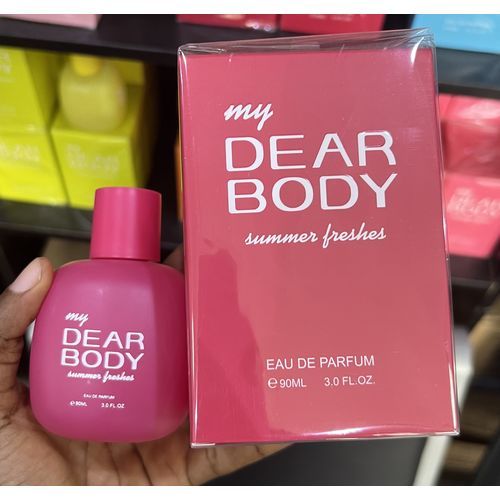 my
DEAR
BODY
summer freshes
EAU DE PARFUM
℮ 90ML 3.0 FL.OZ.
my
DEAR
BODY
summer freshes
EAU DE PARFUM
℮ 90ML 3.0 FL.OZ